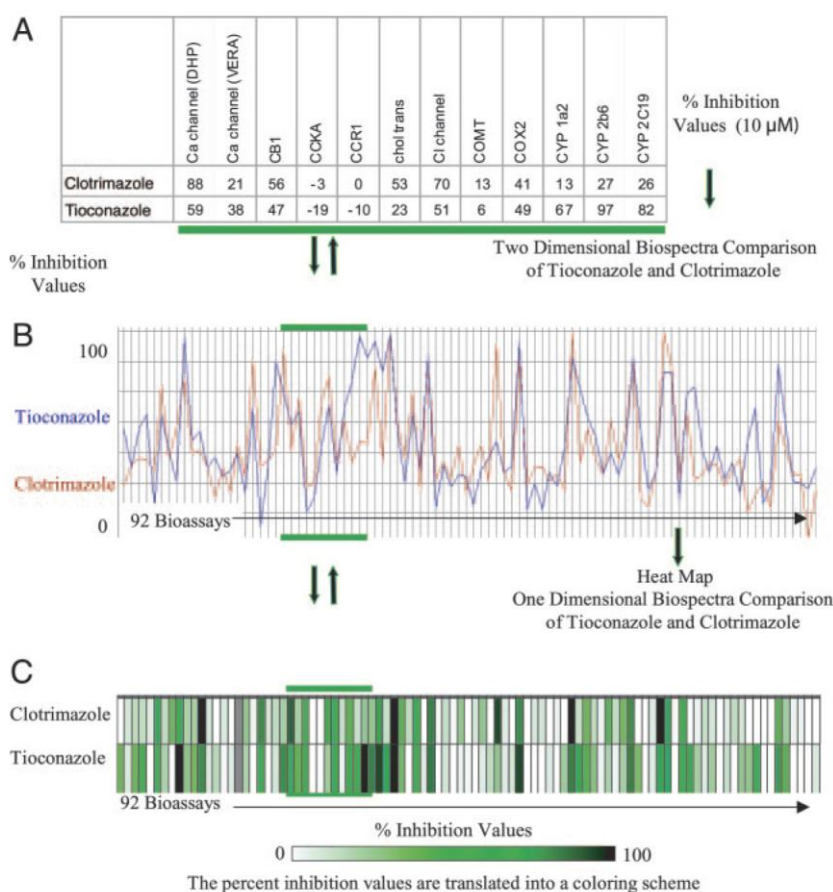 A
Ca channel (DHP)
Ca channel (VERA)
CB1
CCKA
CCR1
chol trans
Cl channel
COMT
COX2
CYP 1a2
CYP 2b6
CYP 2C19
Clotrimazole 88 21 56 -3 0 53 70 13 41 13 27 26
Tioconazole 59 38 47 -19 -10 23 51 6 49 67 97 82
% Inhibition
Values (10 µM)
% Inhibition
Values
Two Dimensional Biospectra Comparison
of Tioconazole and Clotrimazole
B
100
Tioconazole
Clotrimazole
0
92 Bioassays
Heat Map
One Dimensional Biospectra Comparison
of Tioconazole and Clotrimazole
C
Clotrimazole
Tioconazole
92 Bioassays
% Inhibition Values
0 100
The percent inhibition values are translated into a coloring scheme